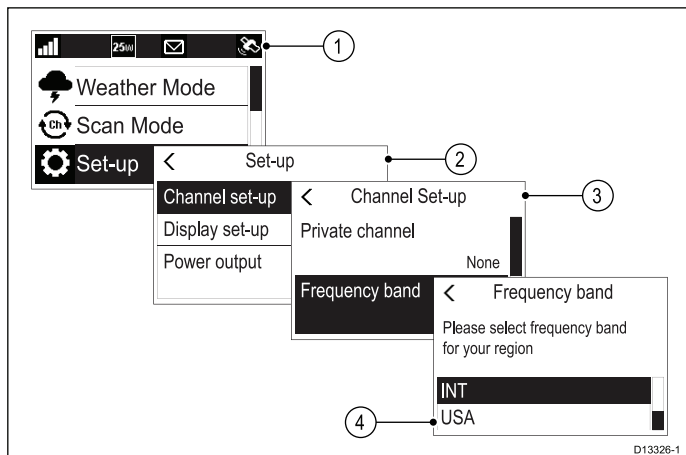 25W
1
Weather Mode
Ch
Scan Mode
Set-up
< Set-up
2
Channel set-up
Display set-up
Power output
< Channel Set-up
3
Private channel
None
Frequency band
< Frequency band
Please select frequency band
for your region
INT
USA
4
D13326-1